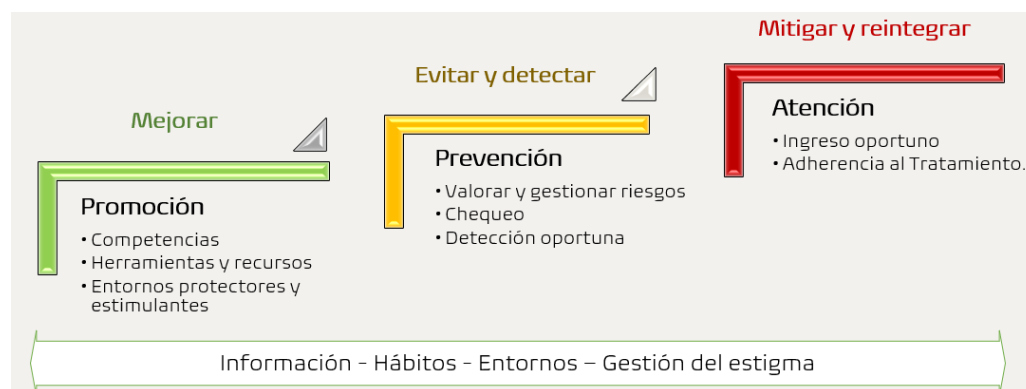 Mejorar
Promoción
• Competencias
• Herramientas y recursos
• Entornos protectores y
estimulantes
Evitar y detectar
Prevención
• Valorar y gestionar riesgos
• Chequeo
• Detección oportuna
Mitigar y reintegrar
Atención
• Ingreso oportuno
• Adherencia al Tratamiento.
Información - Hábitos - Entornos – Gestión del estigma